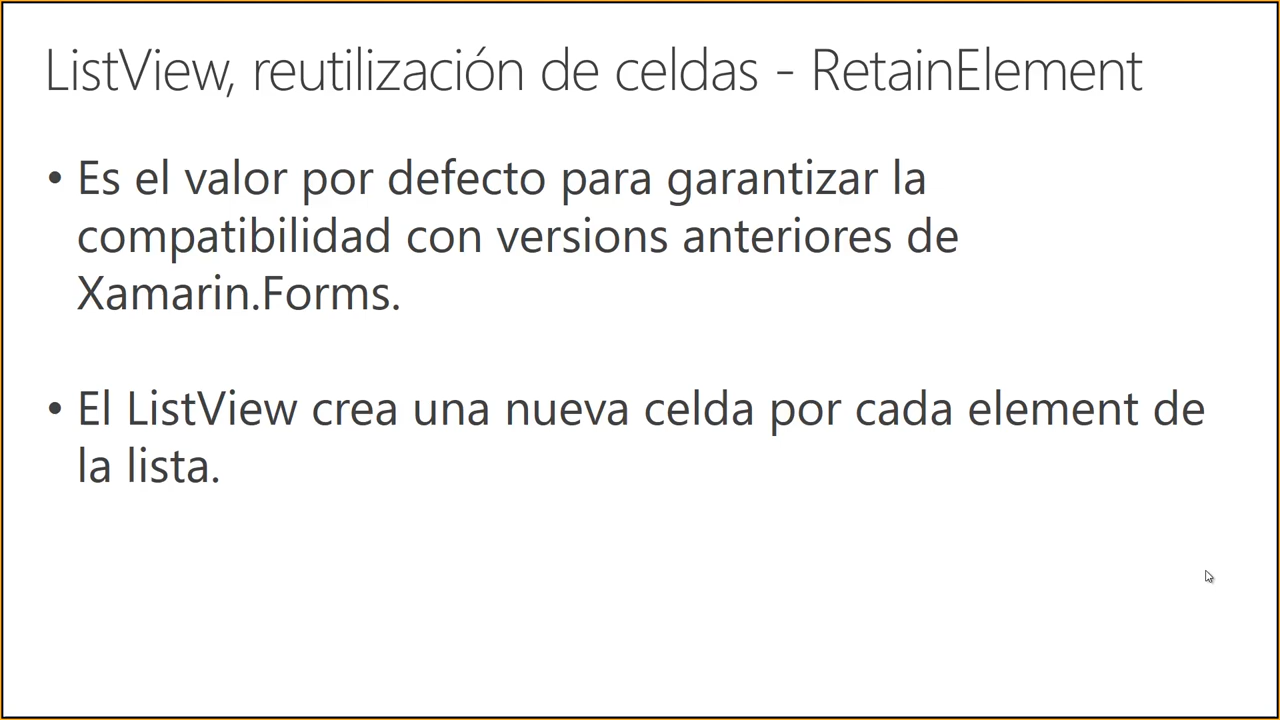 ListView, reutilización de celdas - RetainElement
• Es el valor por defecto para garantizar la
compatibilidad con versions anteriores de
Xamarin.Forms.
• El ListView crea una nueva celda por cada element de
la lista.